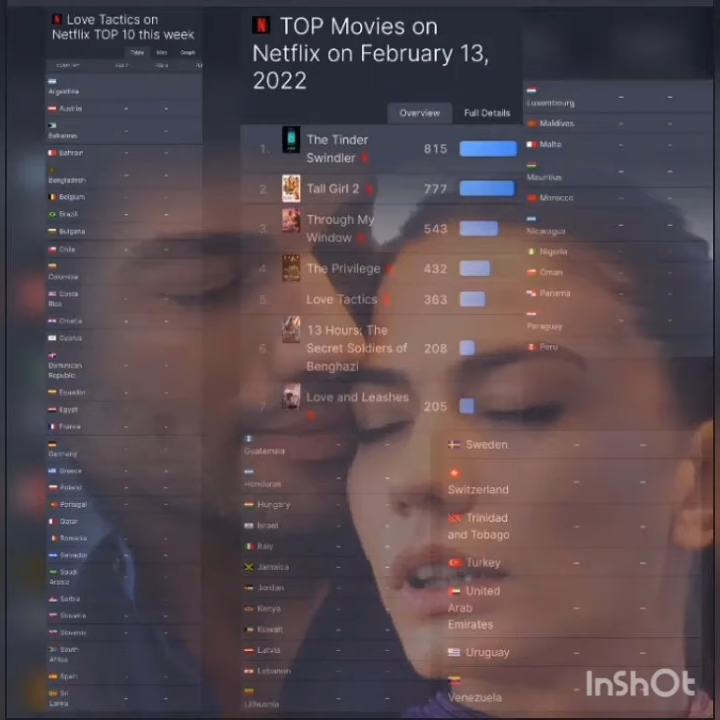 Love Tactics on
Netflix TOP 10 this week
Table
Graph
Argentina
Austria
Bahamas
Bahrain
Bangladesh
Belgium
Brazil
Bulgaria
Chile
Colombia
Costa
Rica
Croatia
Cyprus
Dominican
Republic
Ecuador
Egypt
France
Germany
Greece
Poland
Portugal
Qatar
Romania
Salvador
Saudi
Arabia
Serbia
Slovakia
Slovenia
South
Africa
Spain
Sri
Lanka
TOP Movies on
Netflix on February 13,
2022
Overview Full Details
1. The Tinder
Swindler 815
2. Tall Girl 2 777
3. Through My
Window 543
4. The Privilege 432
5. Love Tactics 363
6. 13 Hours: The
Secret Soldiers of 208
Benghazi
7. Love and Leashes 205
Guatemala
Honduras
Hungary
Israel
Italy
Jamaica
Jordan
Kenya
Kuwait
Latvia
Lebanon
Lithuania
Sweden
Switzerland
Trinidad
and Tobago
Turkey
United
Arab
Emirates
Uruguay
Venezuela
Luxembourg
Maldives
Malta
Mauritius
Morocco
Nicaragua
Nigeria
Oman
Panama
Paraguay
Peru
InShOt